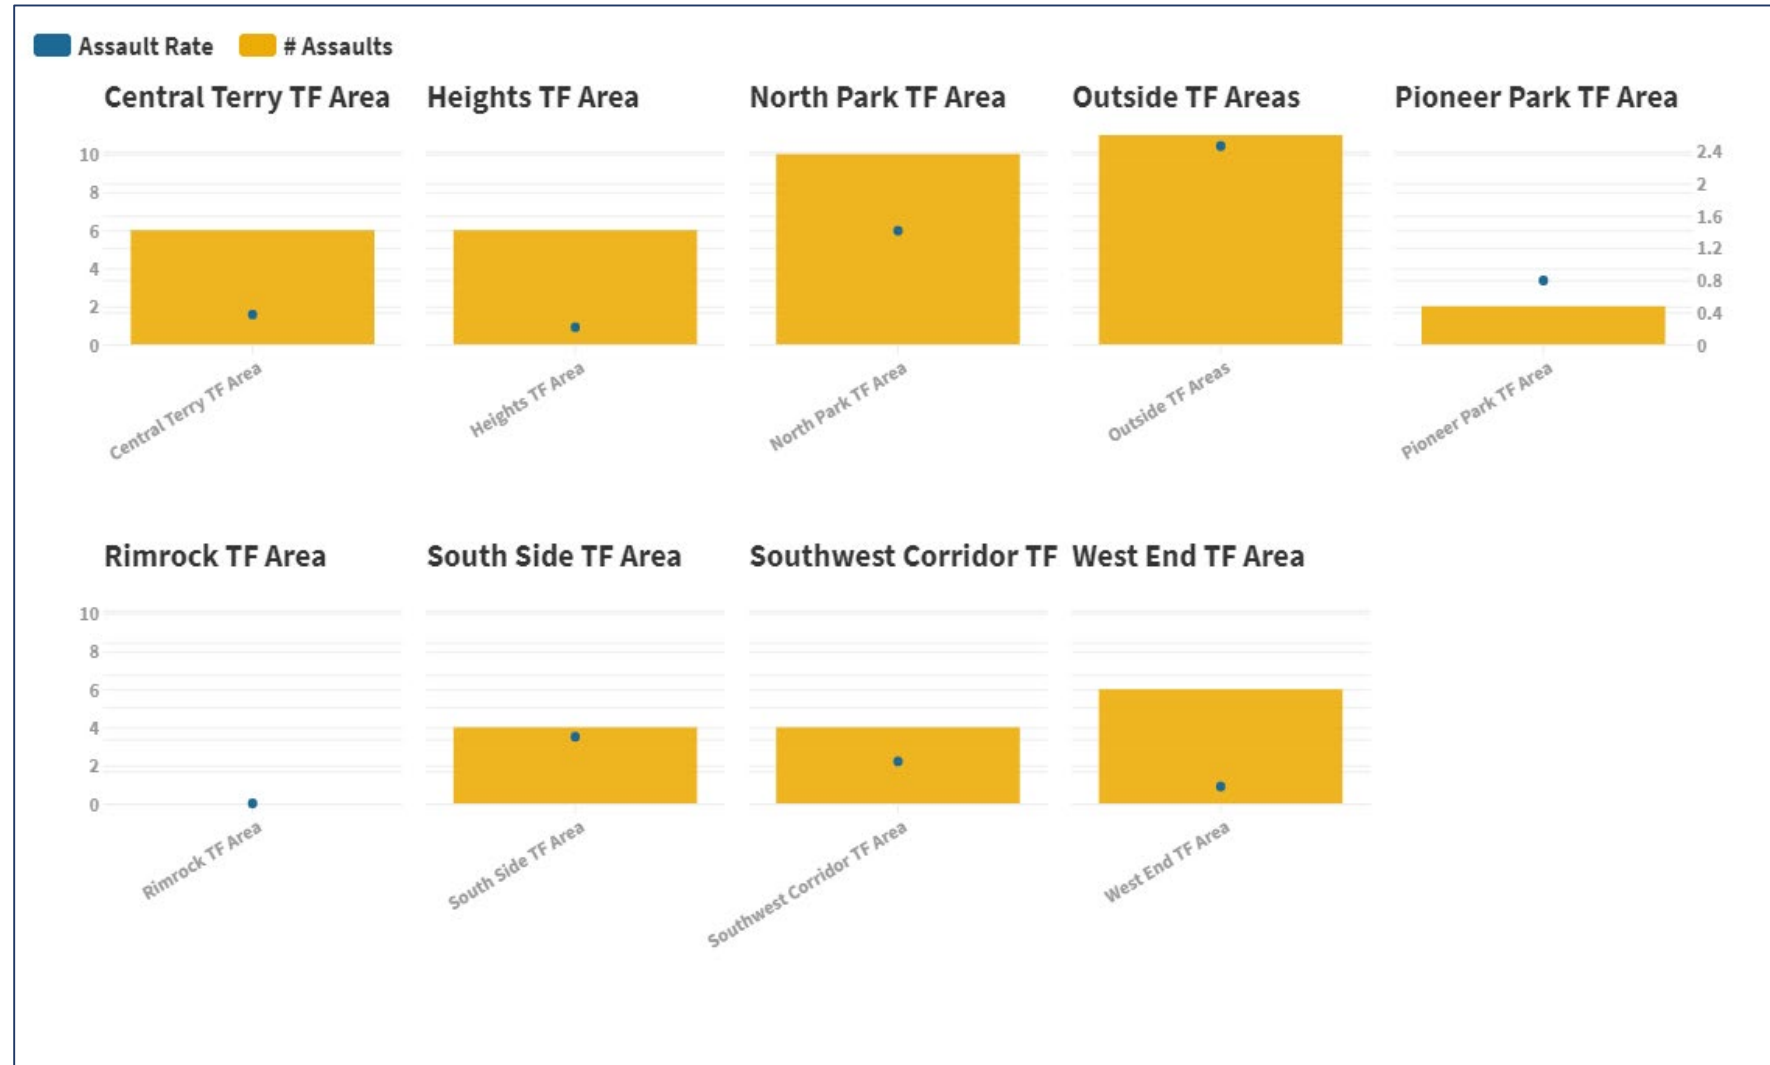 Assault Rate # Assaults
Central Terry TF Area Heights TF Area North Park TF Area Outside TF Areas Pioneer Park TF Area
10 2.4
8 2
6 1.6
1.2
4 0.8
2 0.4
0 0
Central Terry TF Area Heights TF Area North Park TF Area Outside TF Areas Pioneer Park TF Area
Rimrock TF Area South Side TF Area Southwest Corridor TF West End TF Area
10
8
6
4
2
0
Rimrock TF Area South Side TF Area Southwest Corridor TF Area West End TF Area